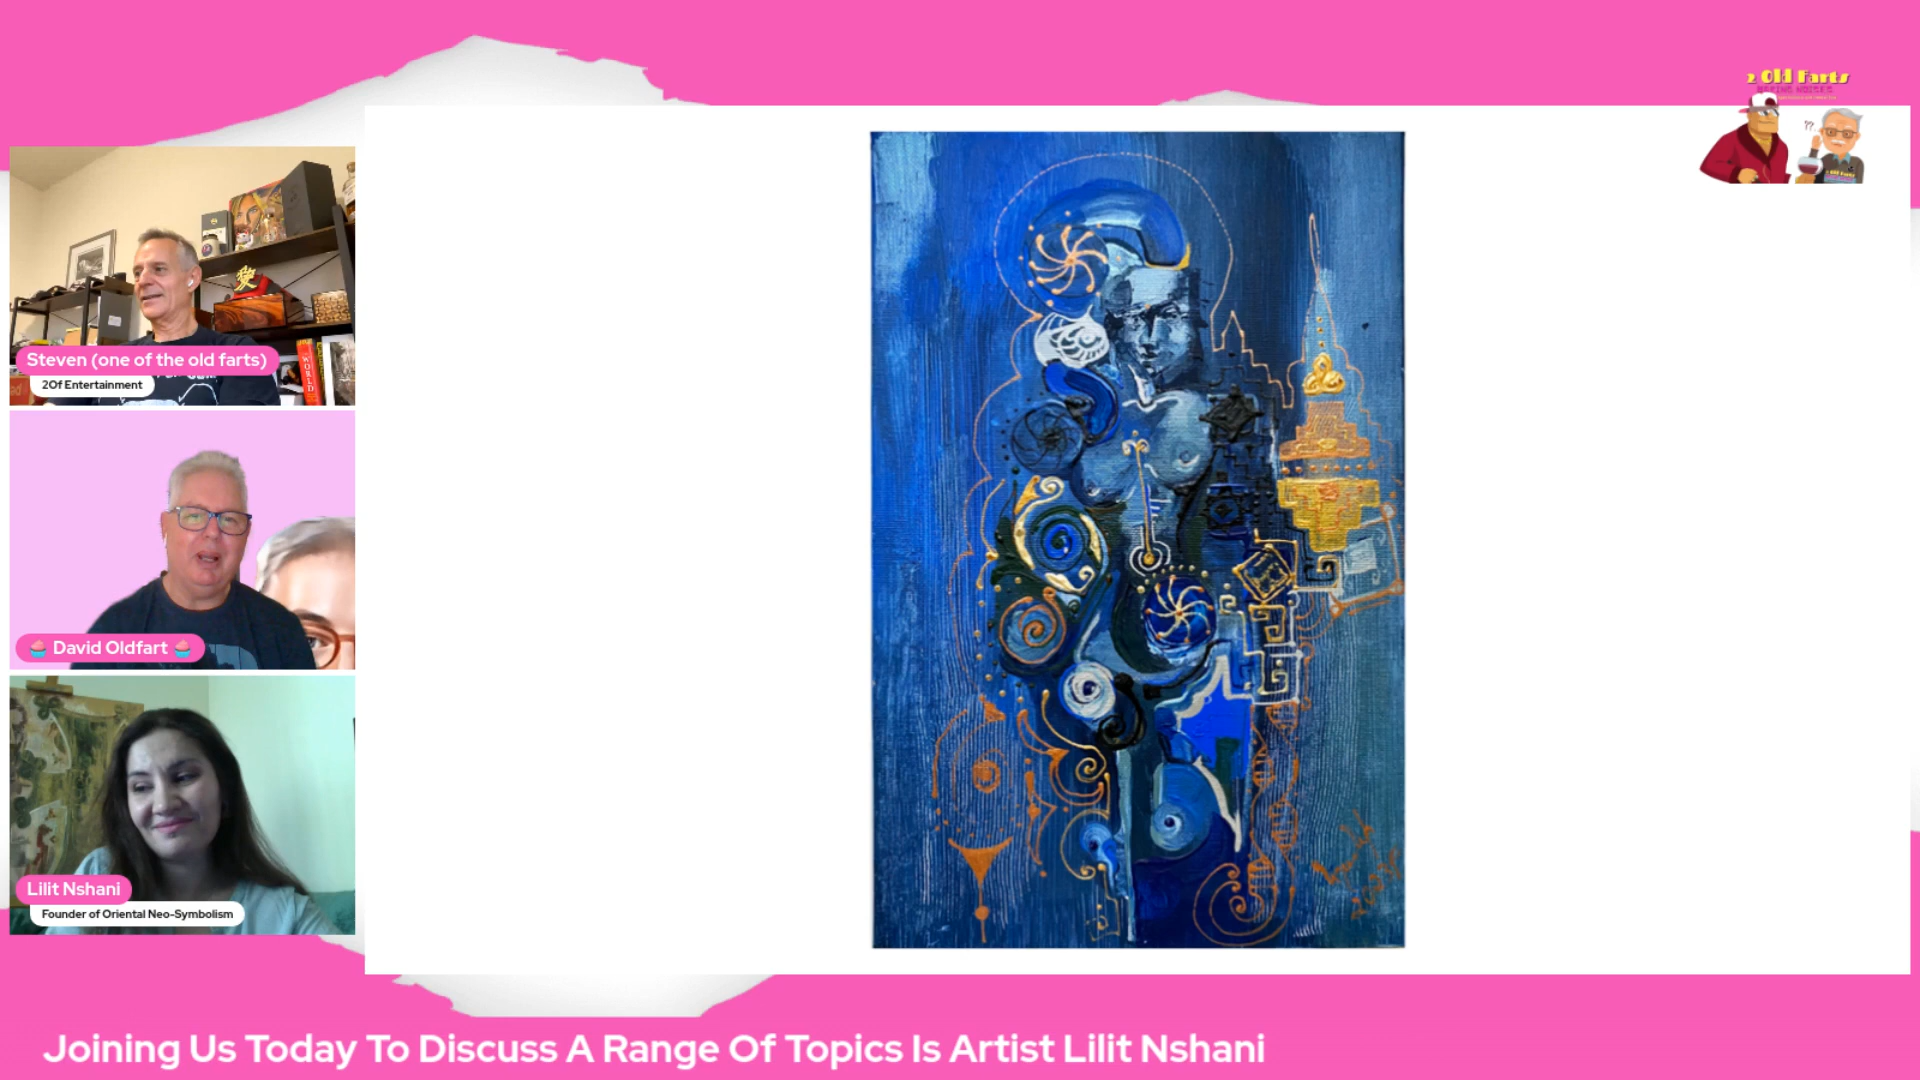 2 Old Farts
Steven (one of the old farts)
2Of Entertainment
WORLD
David Oldfart
Lilit Nshani
Founder of Oriental Neo-Symbolism
Joining Us Today To Discuss A Range Of Topics Is Artist Lilit Nshani